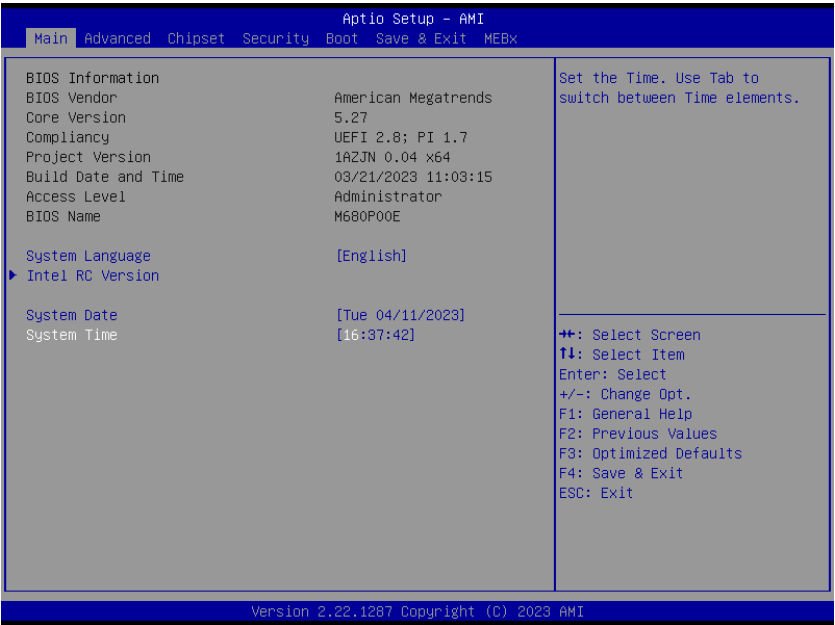 Aptio Setup – AMI
Main Advanced Chipset Security Boot Save & Exit MEBx
BIOS Information
BIOS Vendor American Megatrends
Core Version 5.27
Compliancy UEFI 2.8; PI 1.7
Project Version 1AZJN 0.04 x64
Build Date and Time 03/21/2023 11:03:15
Access Level Administrator
BIOS Name M680P00E
System Language [English]
Intel RC Version
System Date [Tue 04/11/2023]
System Time [16:37:42]
Set the Time. Use Tab to
switch between Time elements.
→←: Select Screen
↑↓: Select Item
Enter: Select
+/-: Change Opt.
F1: General Help
F2: Previous Values
F3: Optimized Defaults
F4: Save & Exit
ESC: Exit
Version 2.22.1287 Copyright (C) 2023 AMI